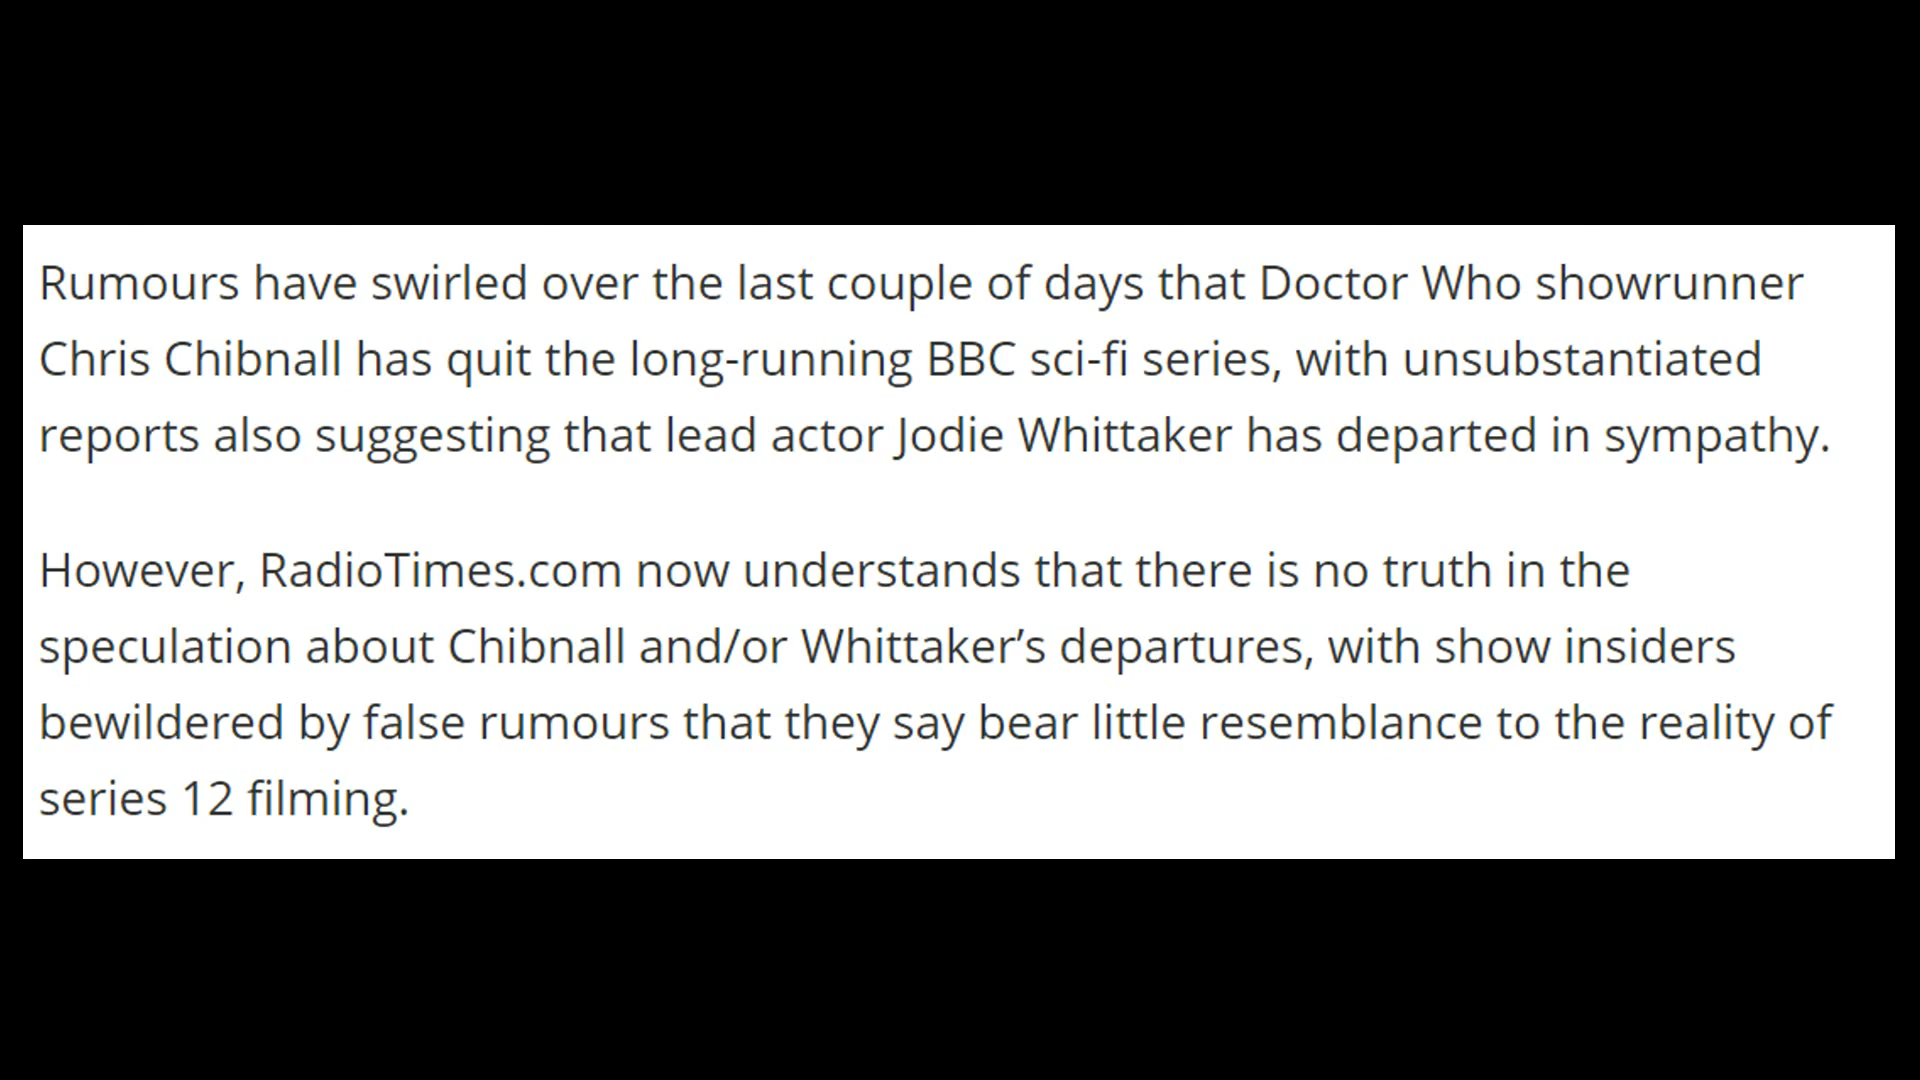 Rumours have swirled over the last couple of days that Doctor Who showrunner
Chris Chibnall has quit the long-running BBC sci-fi series, with unsubstantiated
reports also suggesting that lead actor Jodie Whittaker has departed in sympathy.
However, RadioTimes.com now understands that there is no truth in the
speculation about Chibnall and/or Whittaker’s departures, with show insiders
bewildered by false rumours that they say bear little resemblance to the reality of
series 12 filming.